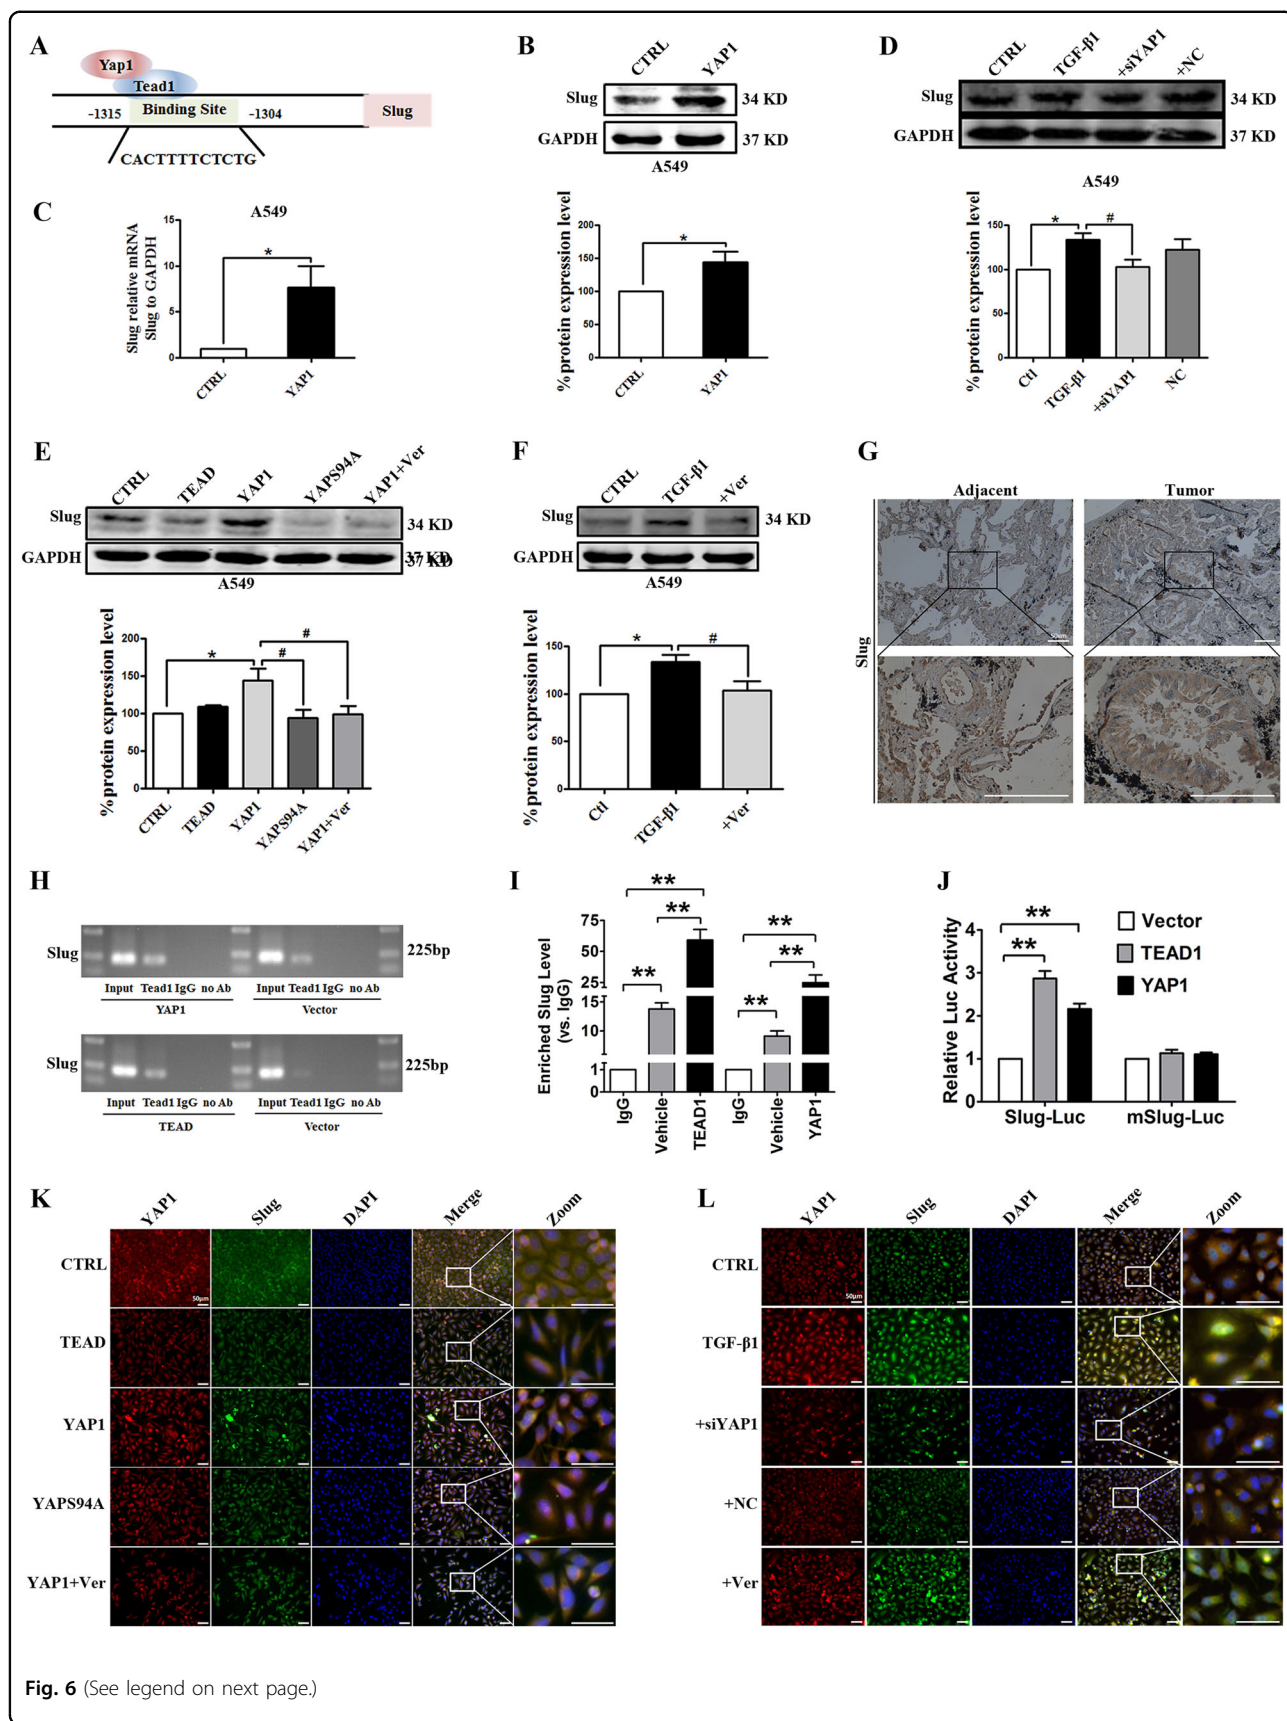 A
Yap1
Tead1
-1315 Binding Site -1304 Slug
CACTTTTCTCTG
B
CTRL YAP1
Slug 34 KD
GAPDH 37 KD
A549
%protein expression level
200
150
100
50
0
*
CTRL YAP1
C
A549
Slug relative mRNA
Slug to GAPDH
15
10
5
0
*
CTRL YAP1
D
CTRL TGF-β1 +siYAP1 +NC
Slug 34 KD
GAPDH 37 KD
A549
%protein expression level
150
100
50
0
* #
Ctl TGF-β1 +siYAP1 NC
E
CTRL TEAD YAP1 YAPS94A YAP1+Ver
Slug 34 KD
GAPDH 37 KD
37 KD
A549
%protein expression level
200
150
100
50
0
* # #
CTRL TEAD YAP1 YAPS94A YAP1+Ver
F
CTRL TGF-β1 +Ver
Slug 34 KD
GAPDH 37 KD
A549
%protein expression level
150
100
50
0
* #
Ctl TGF-β1 +Ver
G
Adjacent Tumor
Slug
50um
H
Slug 225bp
Input Tead1 IgG no Ab Input Tead1 IgG no Ab
YAP1 Vector
Slug 225bp
Input Tead1 IgG no Ab Input Tead1 IgG no Ab
TEAD Vector
I
Enriched Slug Level
(vs. IgG)
75
50
25
15
10
5
1
0
** ** ** ** ** **
IgG Vehicle TEAD1 IgG Vehicle YAP1
J
Relative Luc Activity
4
3
2
1
0
** **
Vector
TEAD1
YAP1
Slug-Luc mSlug-Luc
K
YAP1 Slug DAPI Merge Zoom
CTRL
50μm
TEAD
YAP1
YAPS94A
YAP1+Ver
L
YAP1 Slug DAPI Merge Zoom
CTRL
50μm
TGF-β1
+siYAP1
+NC
+Ver
Fig. 6 (See legend on next page.)